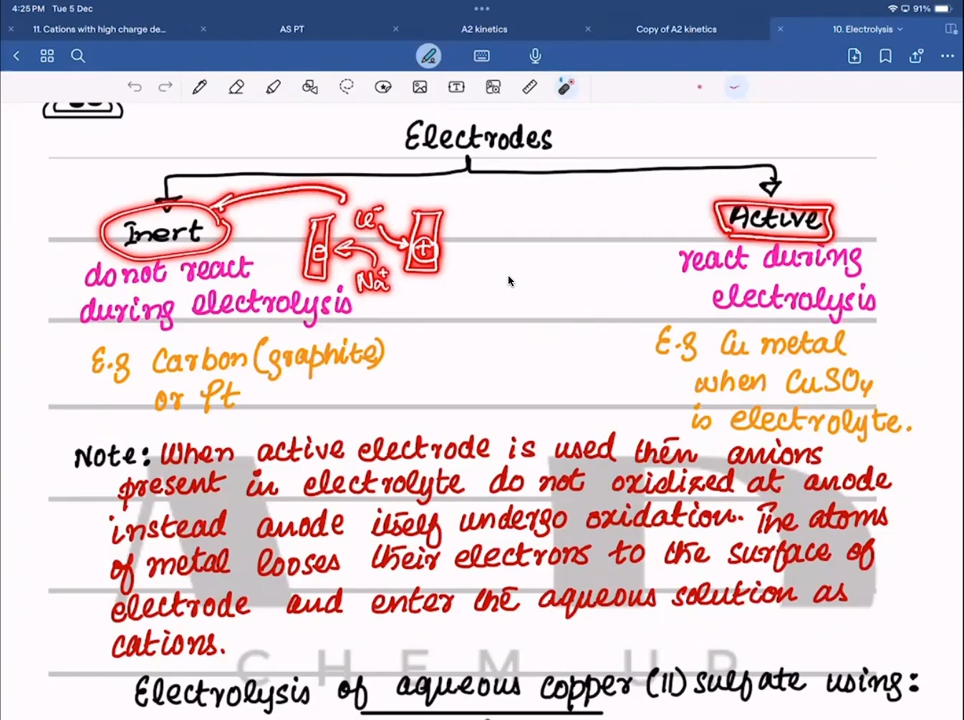 4:25 PM Tue 5 Dec
91%
11. Cations with high charge de...
AS PT
A2 kinetics
Copy of A2 kinetics
10. Electrolysis
Electrodes
Inert
Cl⁻
Na⁺
Active
do not react
during electrolysis
react during
electrolysis
E.g Carbon (graphite)
or Pt
E.g Cu metal
when CuSO₄
is electrolyte.
Note: When active electrode is used then anions
present in electrolyte do not oxidized at anode
instead anode itself undergo oxidation. The atoms
of metal looses their electrons to the surface of
electrode and enter the aqueous solution as
cations.
CHEM UP
Electrolysis of aqueous copper (II) sulfate using: